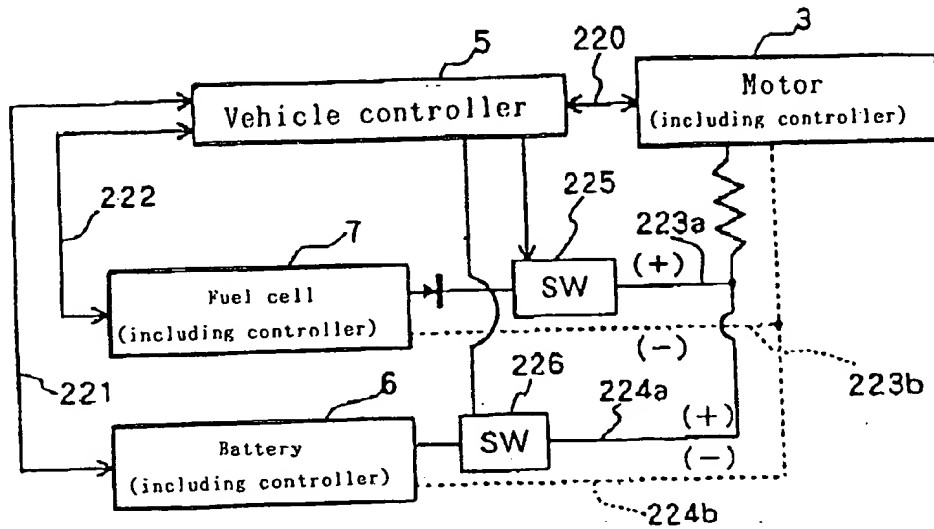 3
5
220
Motor
(including controller)
Vehicle controller
222
225
223a
7
(+)
SW
Fuel cell
(including controller)
(-)
223b
221
6
226
224a
(+)
SW
(-)
Battery
(including controller)
224b